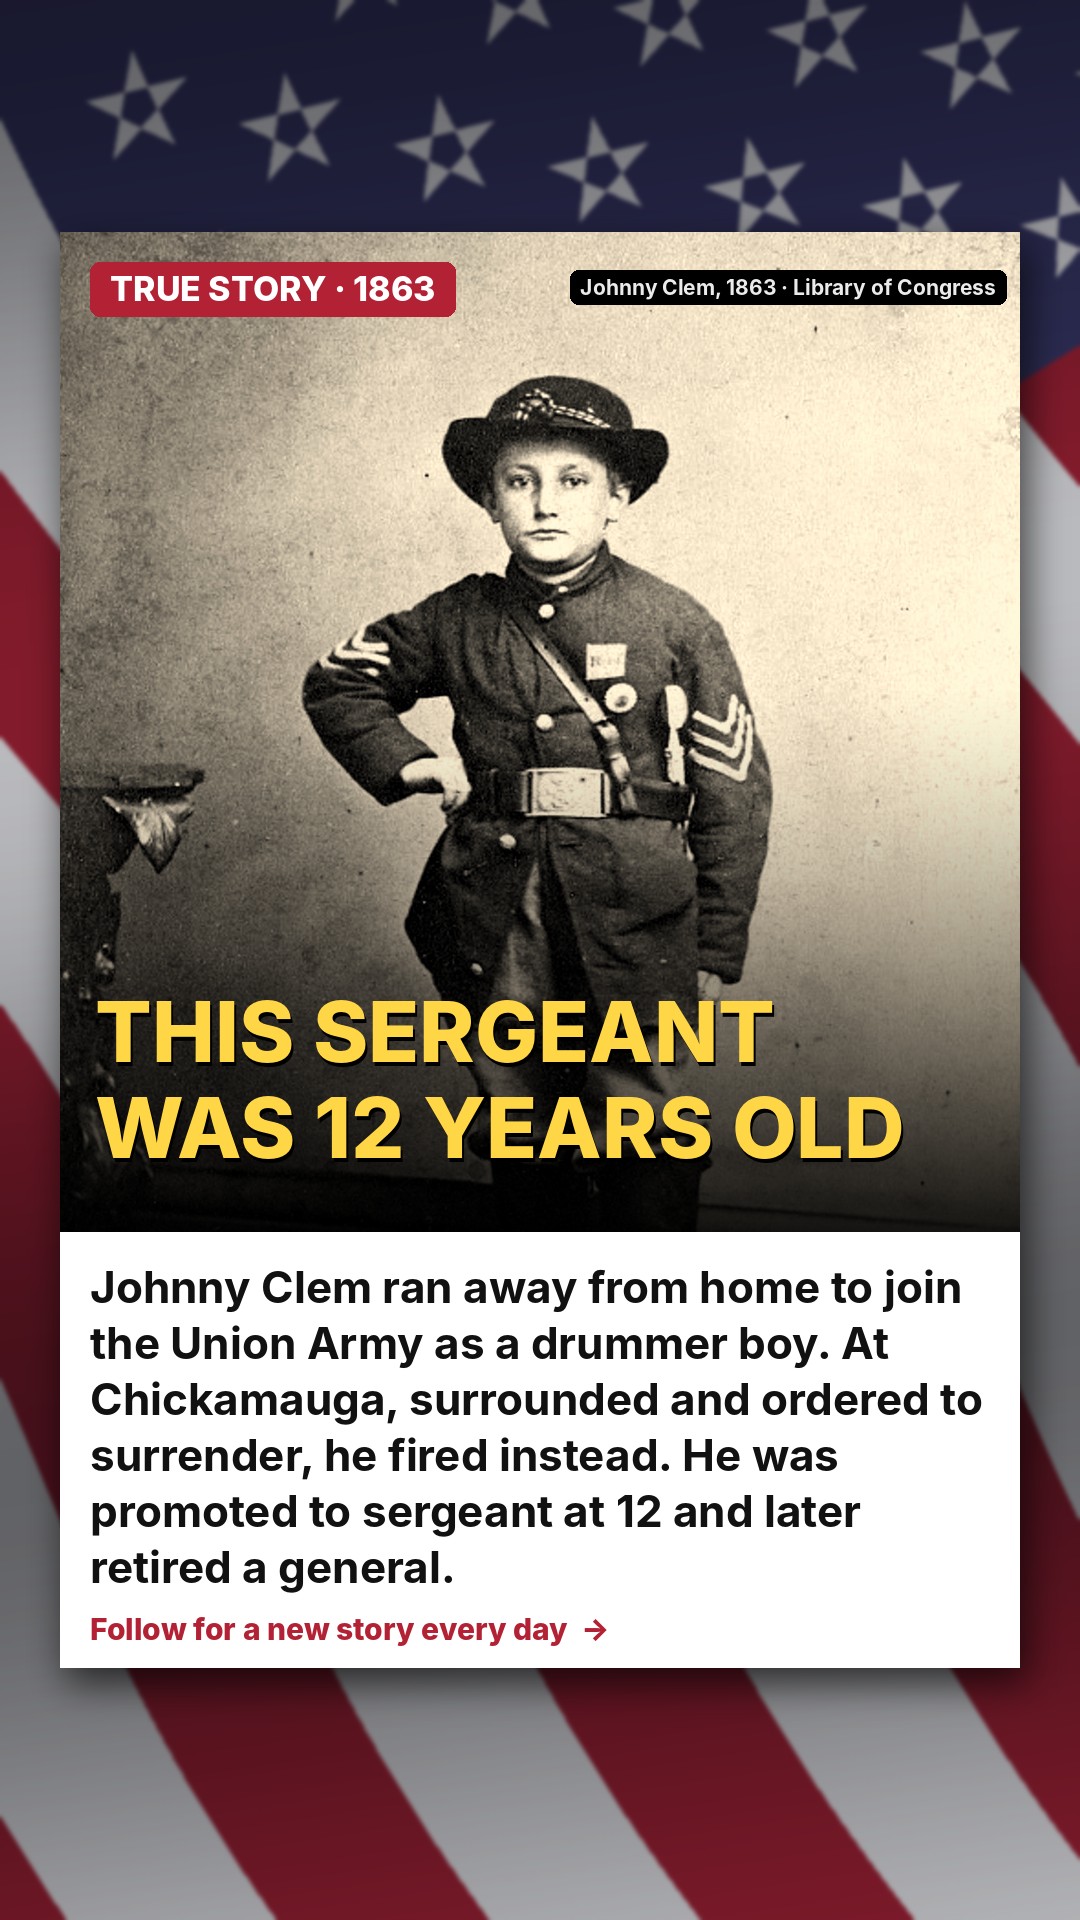 TRUE STORY · 1863
Johnny Clem, 1863 · Library of Congress
THIS SERGEANT
WAS 12 YEARS OLD
Johnny Clem ran away from home to join
the Union Army as a drummer boy. At
Chickamauga, surrounded and ordered to
surrender, he fired instead. He was
promoted to sergeant at 12 and later
retired a general.
Follow for a new story every day →